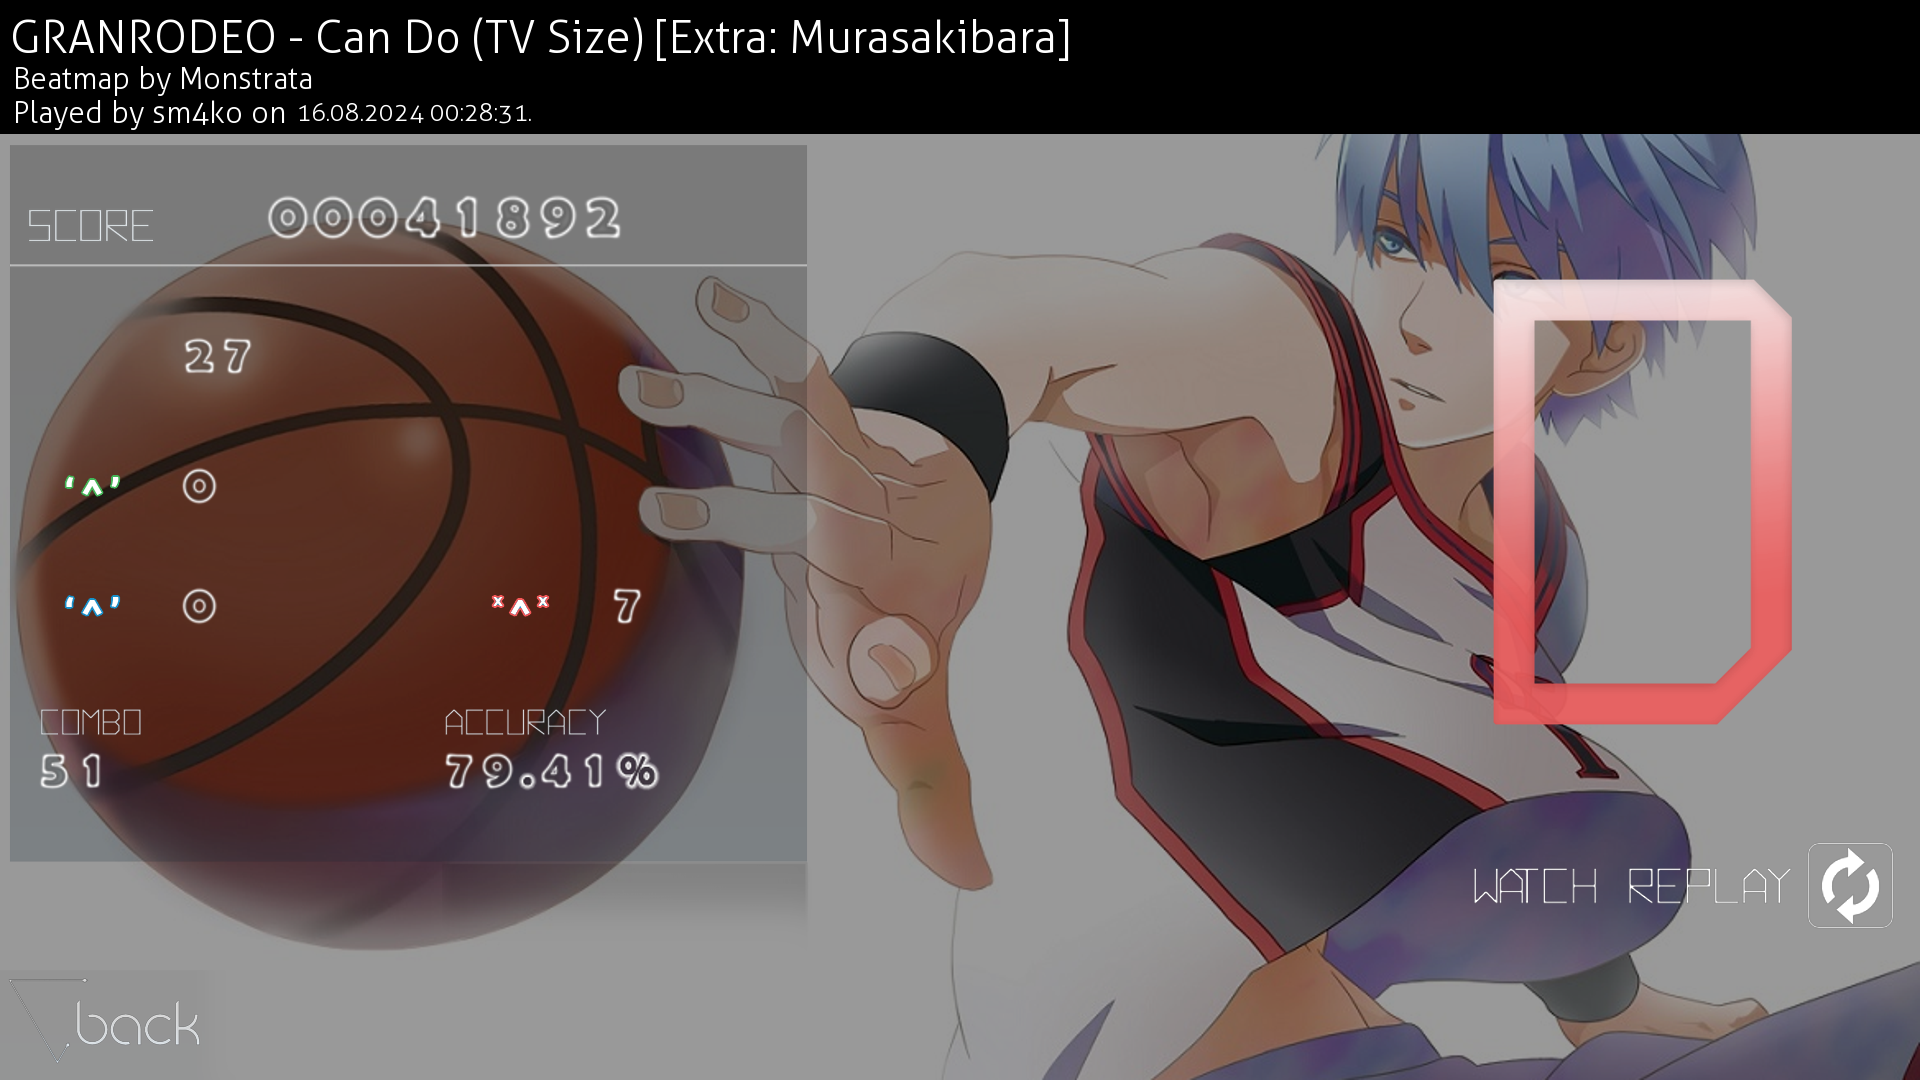 GRANRODEO - Can Do (TV Size) [Extra: Murasakibara]
Beatmap by Monstrata
Played by sm4ko on 16.08.2024 00:28:31.
SCORE 00041892
27
'^' 0
'^' 0 x^x 7
COMBO ACCURACY
51 79.41%
D
WATCH REPLAY
back